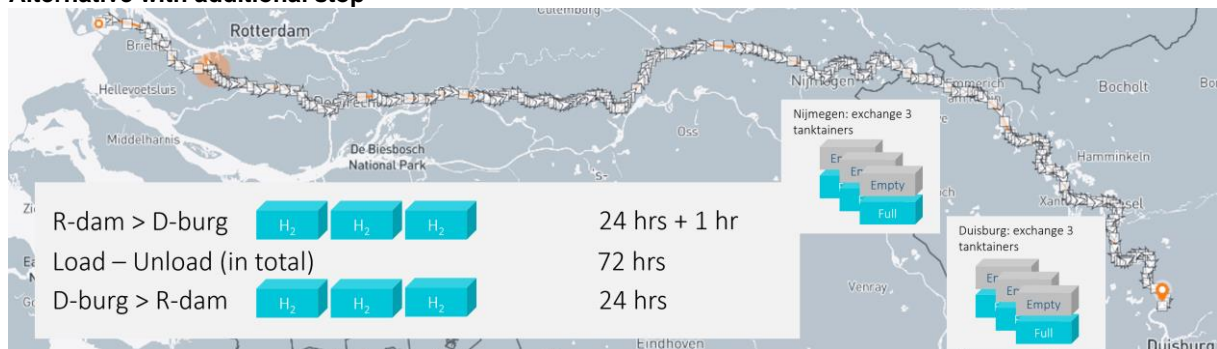 Alternative with additional stop
Rotterdam
Hellevoetsluis
Middelharnis
De Biesbosch
National Park
Oss
Nijmegen
Emmerich
Bocholt
Hamminkeln
Venray
Eindhoven
Duisburg
Nijmegen: exchange 3
tanktainers
Empty
Full
Duisburg: exchange 3
tanktainers
Empty
Full
R-dam > D-burg H₂ H₂ H₂ 24 hrs + 1 hr
Load – Unload (in total) 72 hrs
D-burg > R-dam H₂ H₂ H₂ 24 hrs